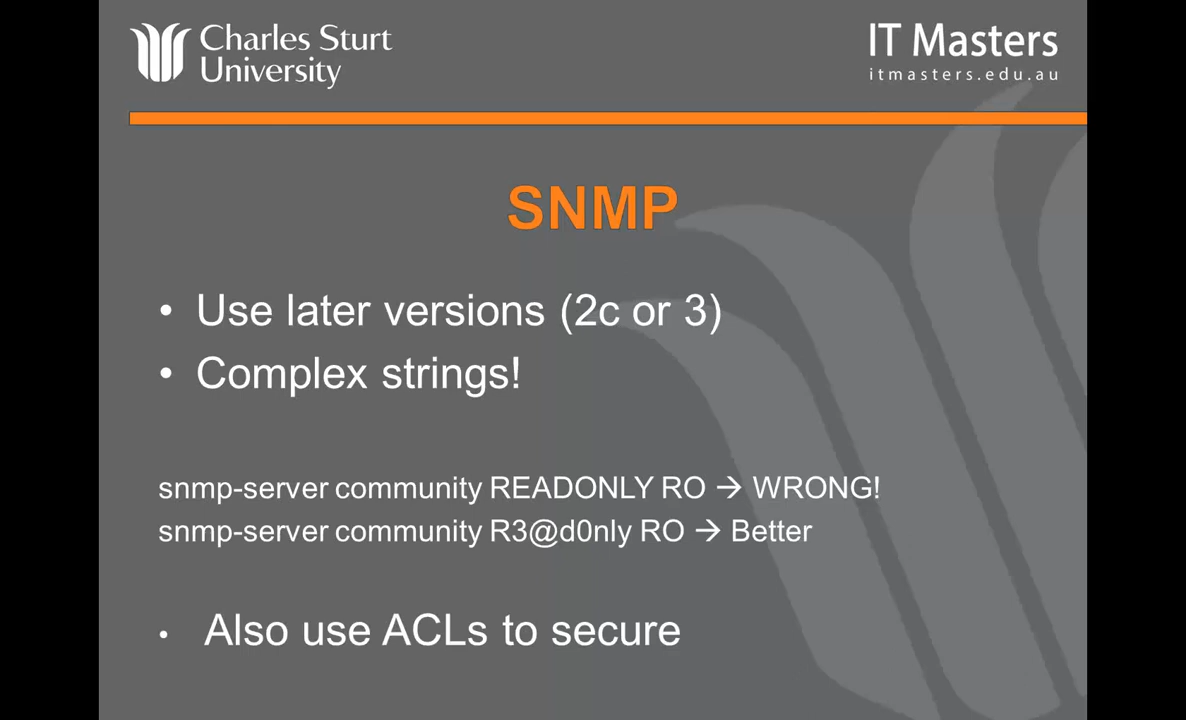 Charles Sturt
University
IT Masters
itmasters.edu.au
SNMP
• Use later versions (2c or 3)
• Complex strings!
snmp-server community READONLY RO → WRONG!
snmp-server community R3@d0nly RO → Better
• Also use ACLs to secure